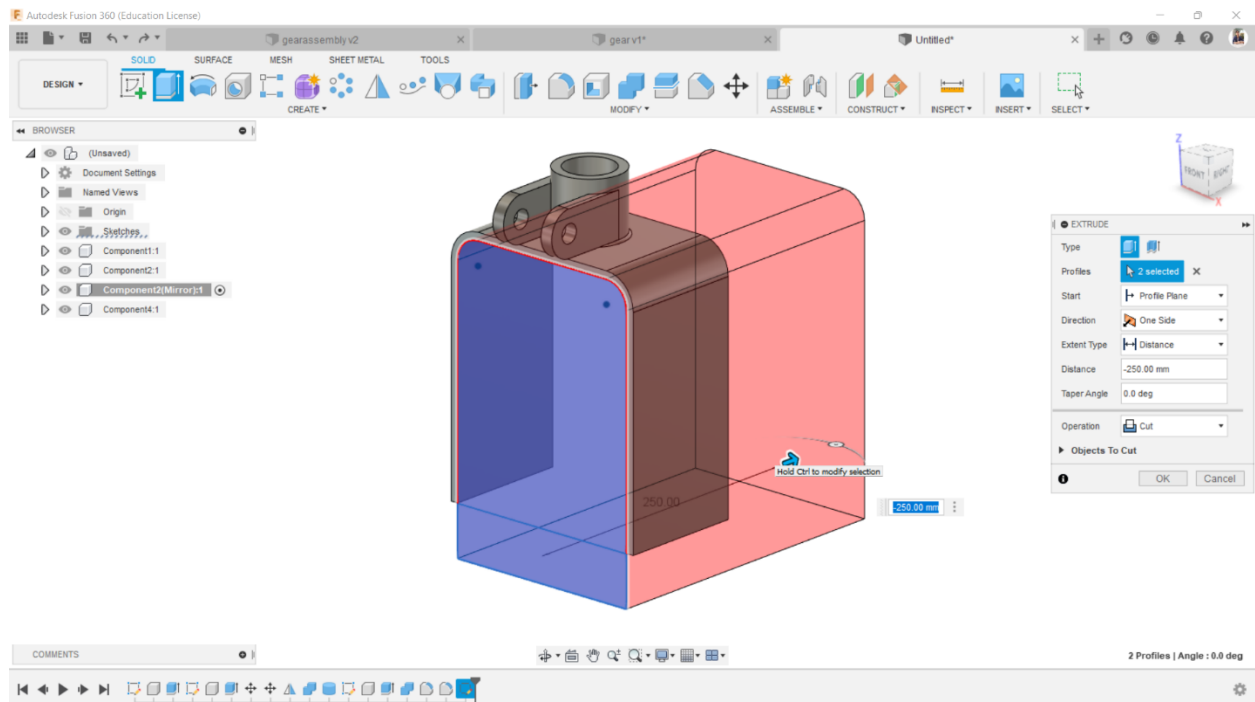 Autodesk Fusion 360 (Education License)
gearassembly v2
gear v1*
Untitled*
SOLID
SURFACE
MESH
SHEET METAL
TOOLS
DESIGN
CREATE
MODIFY
ASSEMBLE
CONSTRUCT
INSPECT
INSERT
SELECT
BROWSER
(Unsaved)
Document Settings
Named Views
Origin
Sketches
Component1:1
Component2:1
Component2(Mirror):1
Component4:1
Z
FRONT
RIGHT
X
EXTRUDE
Type
Profiles
2 selected
Start
Profile Plane
Direction
One Side
Extent Type
Distance
Distance
-250.00 mm
Taper Angle
0.0 deg
Operation
Cut
Objects To Cut
OK
Cancel
Hold Ctrl to modify selection
250.00
-250.00 mm
COMMENTS
2 Profiles | Angle : 0.0 deg